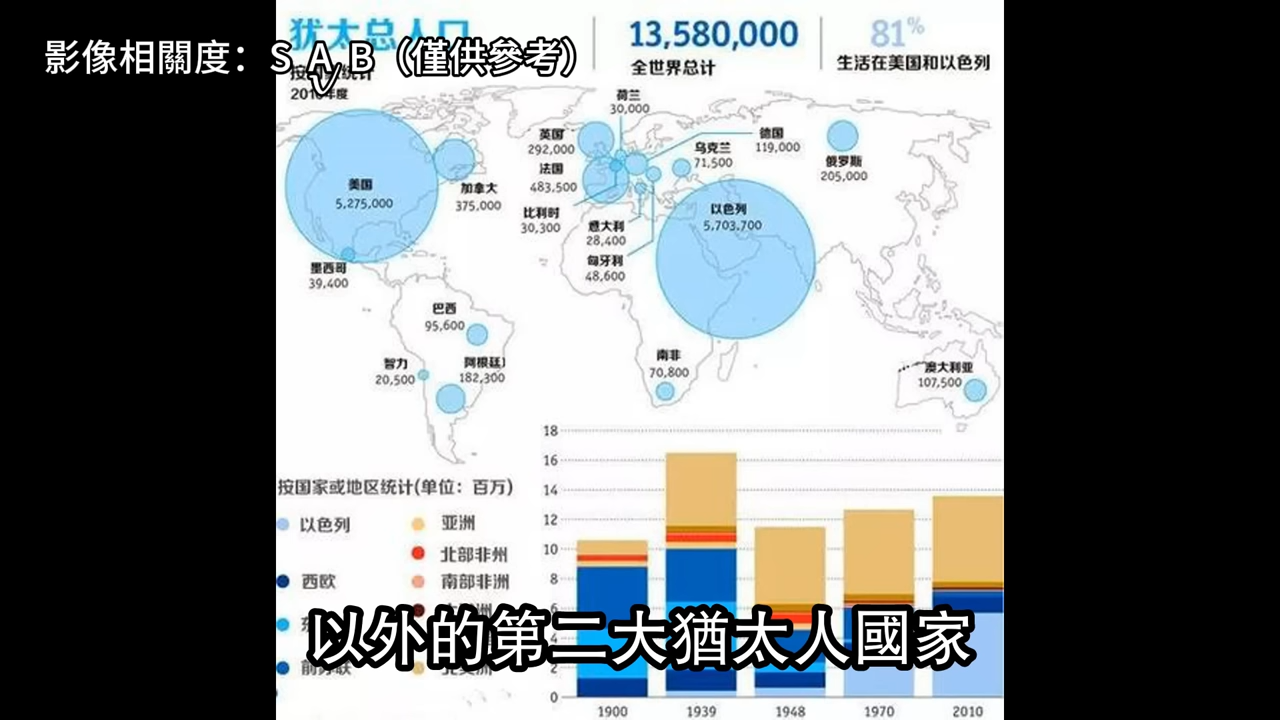 犹太总人口
影像相關度：S A B（僅供參考）
2010年度
13,580,000
全世界总计
81%
生活在美国和以色列
荷兰
30,000
英国
292,000
德国
119,000
乌克兰
71,500
俄罗斯
205,000
法国
483,500
美国
5,275,000
加拿大
375,000
比利时
30,300
意大利
28,400
以色列
5,703,700
匈牙利
48,600
墨西哥
39,400
巴西
95,600
智力
20,500
阿根廷
182,300
南非
70,800
澳大利亚
107,500
按国家或地区统计(单位：百万)
以色列
亚洲
北部非州
西欧
南部非洲
18
16
14
12
10
8
6
4
2
0
1900
1939
1948
1970
2010
以外的第二大猶太人國家